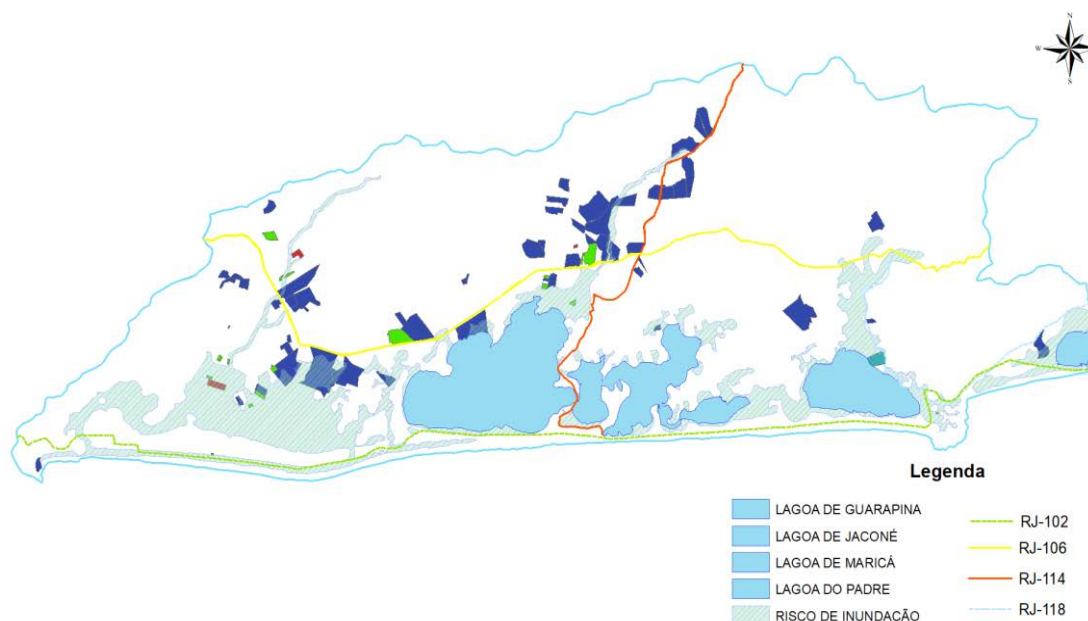 N
W
E
S
Legenda
LAGOA DE GUARAPINA
LAGOA DE JACONÉ
LAGOA DE MARICÁ
LAGOA DO PADRE
RISCO DE INUNDAÇÃO
RJ-102
RJ-106
RJ-114
RJ-118